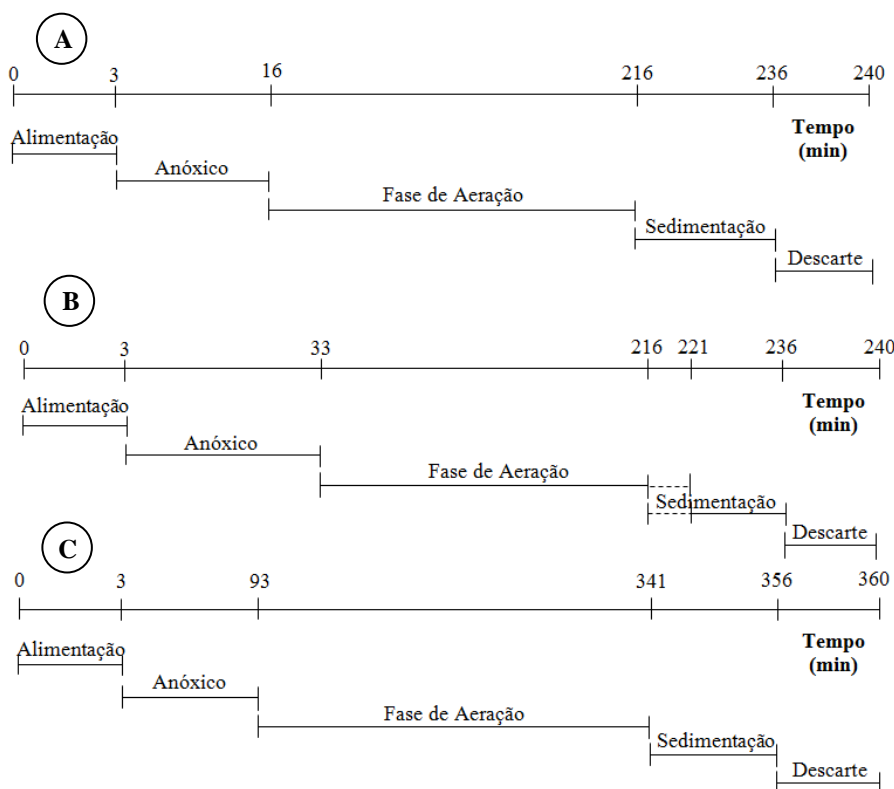 A
0 3 16 216 236 240
Tempo
(min)
Alimentação
Anóxico
Fase de Aeração
Sedimentação
Descarte
B
0 3 33 216 221 236 240
Tempo
(min)
Alimentação
Anóxico
Fase de Aeração
Sedimentação
Descarte
C
0 3 93 341 356 360
Tempo
(min)
Alimentação
Anóxico
Fase de Aeração
Sedimentação
Descarte